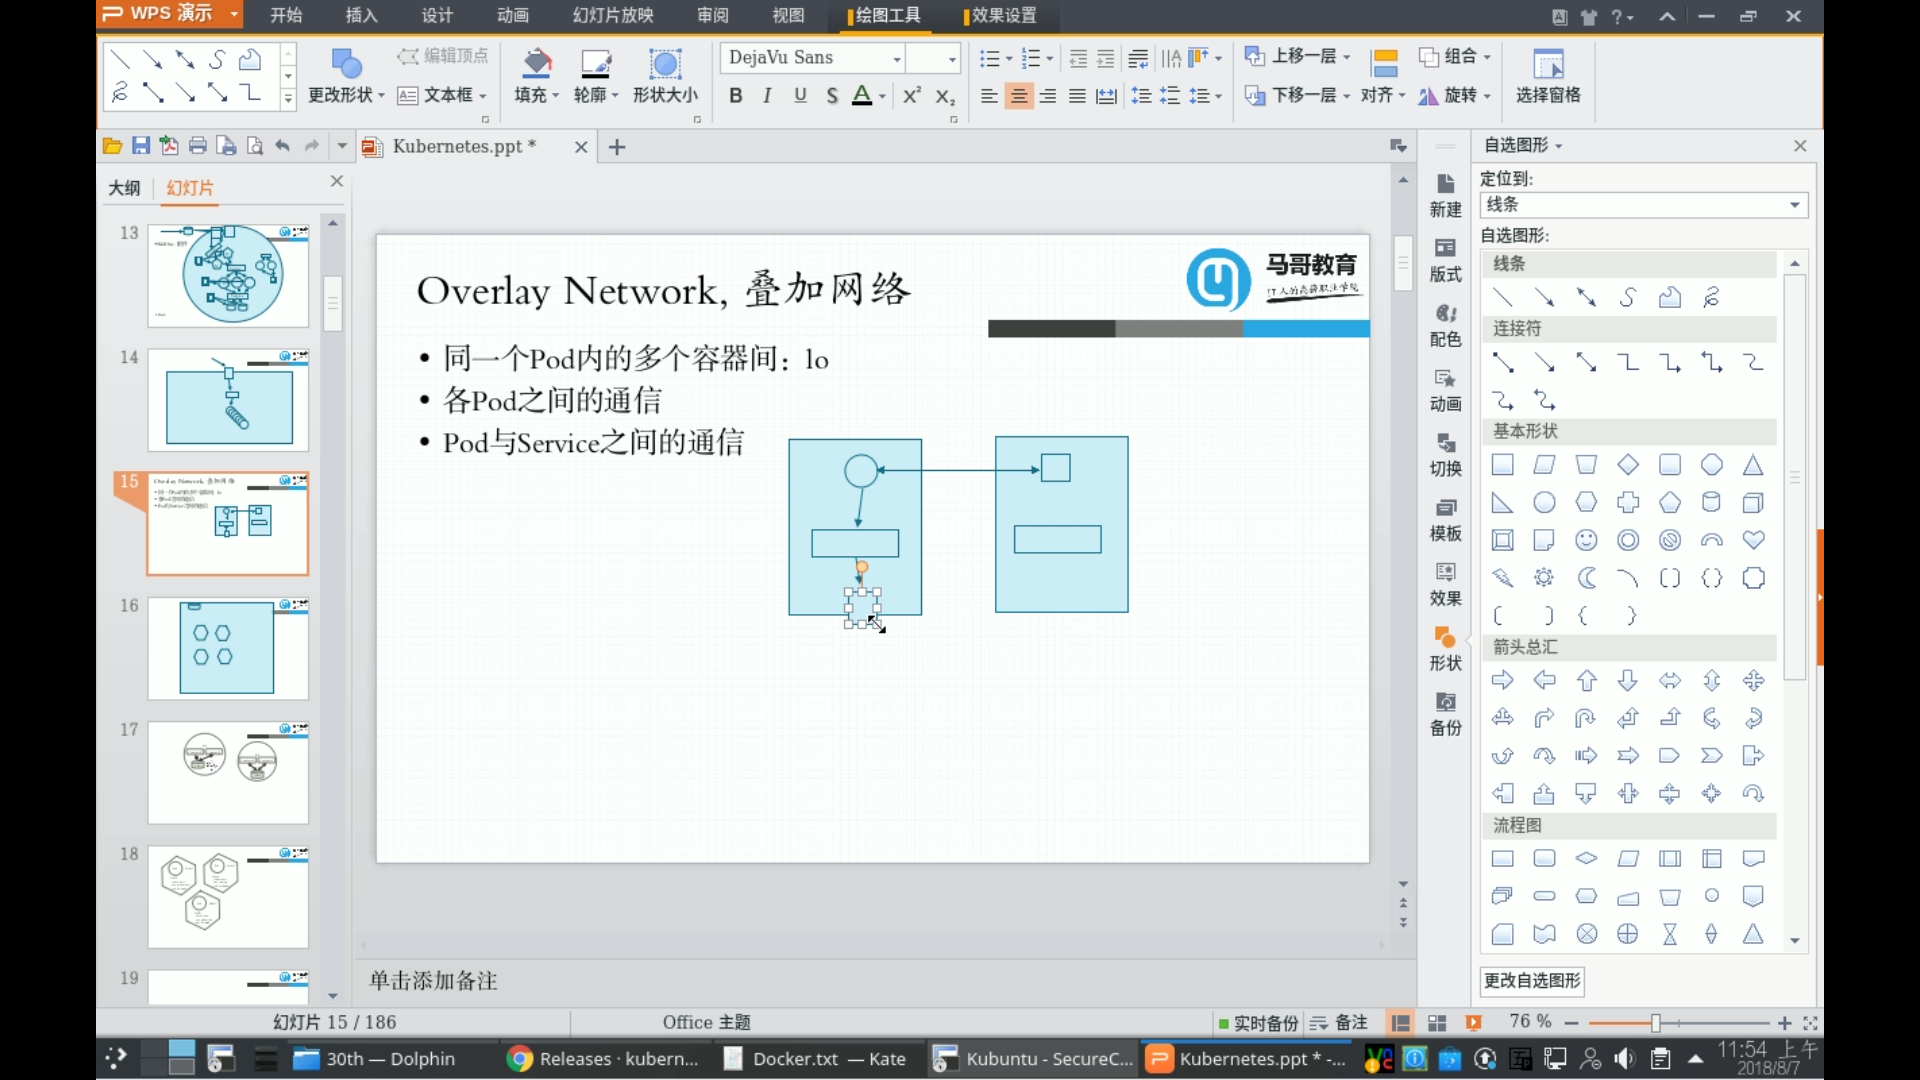 WPS 演示
开始
插入
设计
动画
幻灯片放映
审阅
视图
绘图工具
效果设置
编辑顶点
更改形状
文本框
填充
轮廓
形状大小
DejaVu Sans
上移一层
下移一层
对齐
组合
旋转
选择窗格
Kubernetes.ppt *
大纲
幻灯片
13
14
15
16
17
18
19
Overlay Network, 叠加网络
马哥教育
IT人的高薪职业学院
• 同一个Pod内的多个容器间：lo
• 各Pod之间的通信
• Pod与Service之间的通信
单击添加备注
新建
版式
配色
动画
切换
模板
效果
形状
备份
自选图形
定位到:
线条
自选图形:
线条
连接符
基本形状
箭头总汇
流程图
更改自选图形
幻灯片 15 / 186
Office 主题
实时备份
备注
76 %
30th — Dolphin
Releases · kubern...
Docker.txt — Kate
Kubuntu - SecureC...
Kubernetes.ppt * -...
11:54 上午
2018/8/7